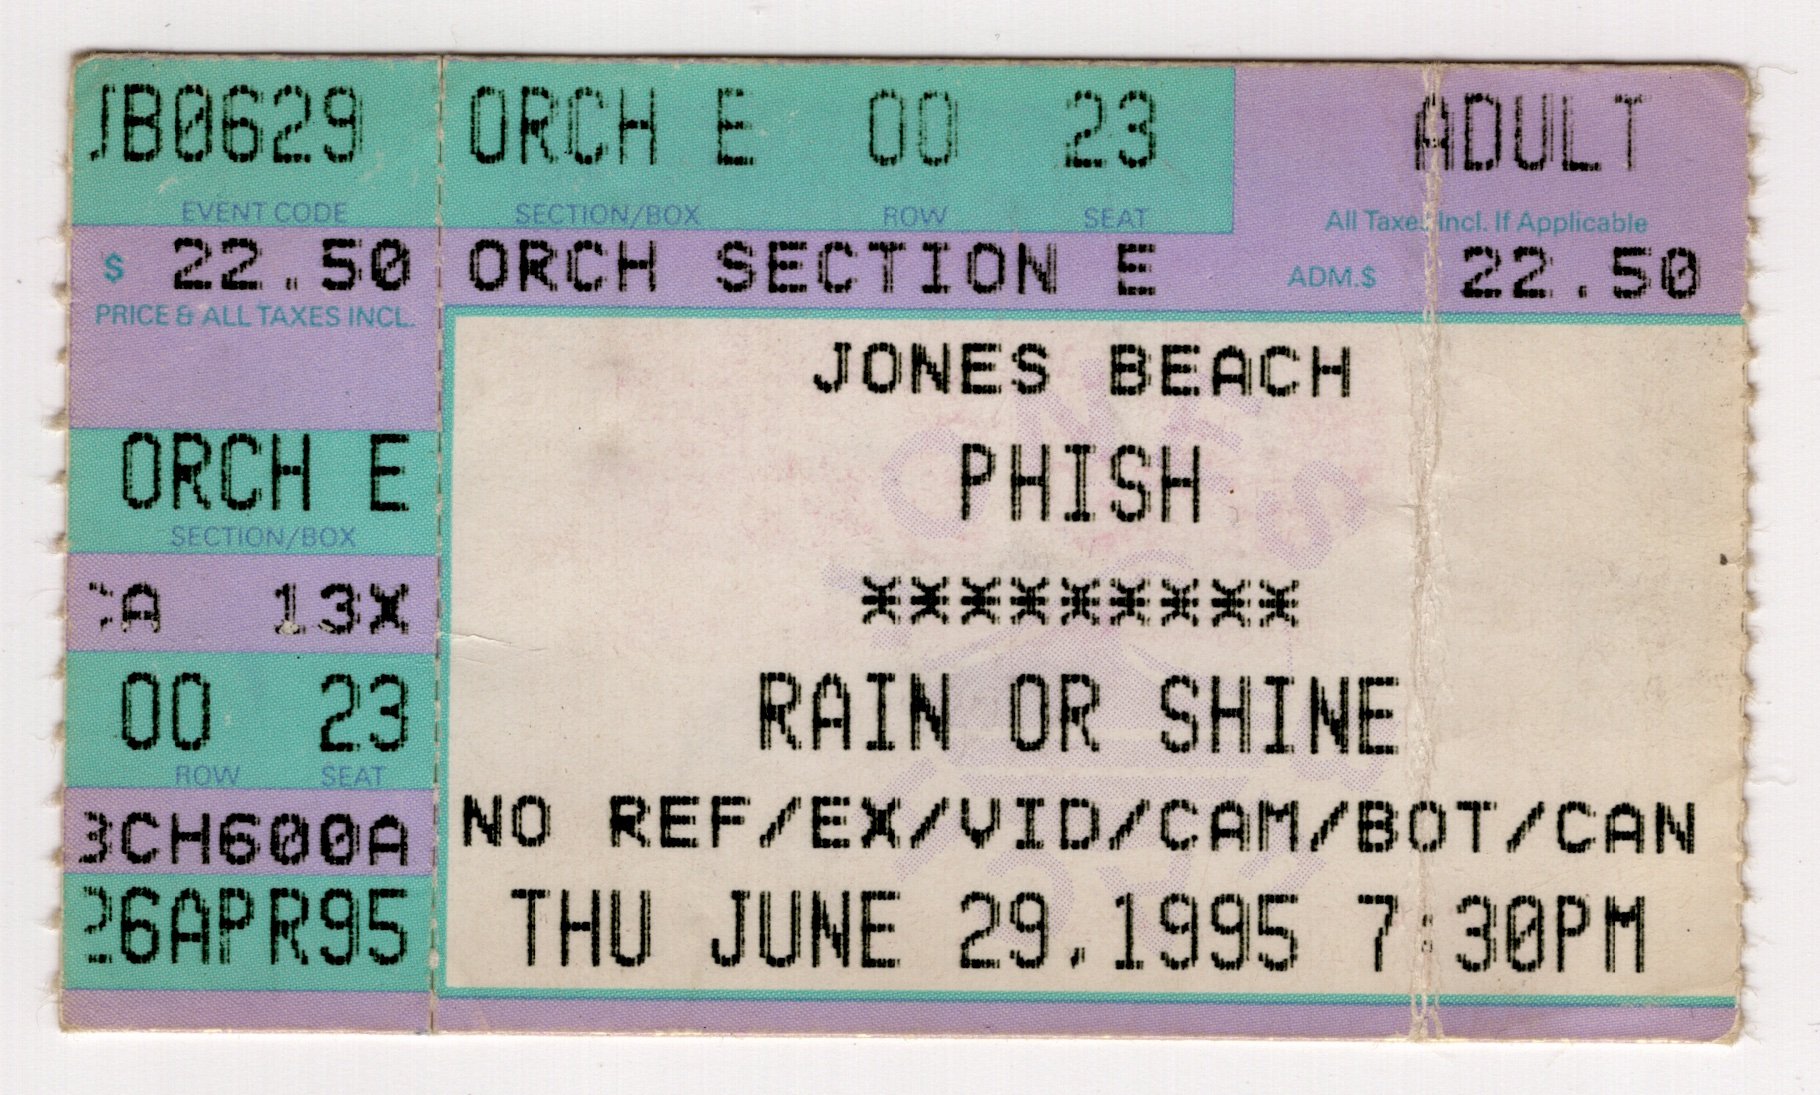 JB0629 ORCH E 00 23 ADULT
EVENT CODE SECTION/BOX ROW SEAT All Taxes Incl. If Applicable
$ 22.50 ORCH SECTION E ADM.$ 22.50
PRICE & ALL TAXES INCL.
ORCH E
SECTION/BOX
CA 13X
00 23
ROW SEAT
BCH600A
26APR95
JONES BEACH
PHISH
*********
RAIN OR SHINE
NO REF/EX/VID/CAM/BOT/CAN
THU JUNE 29,1995 7:30PM